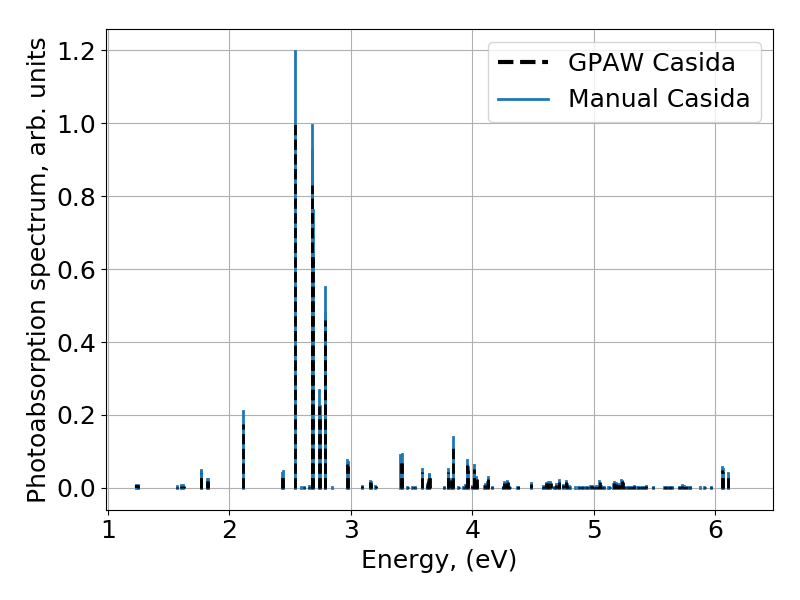 Photoabsorption spectrum, arb. units
1.2
1.0
0.8
0.6
0.4
0.2
0.0
GPAW Casida
Manual Casida
1 2 3 4 5 6
Energy, (eV)